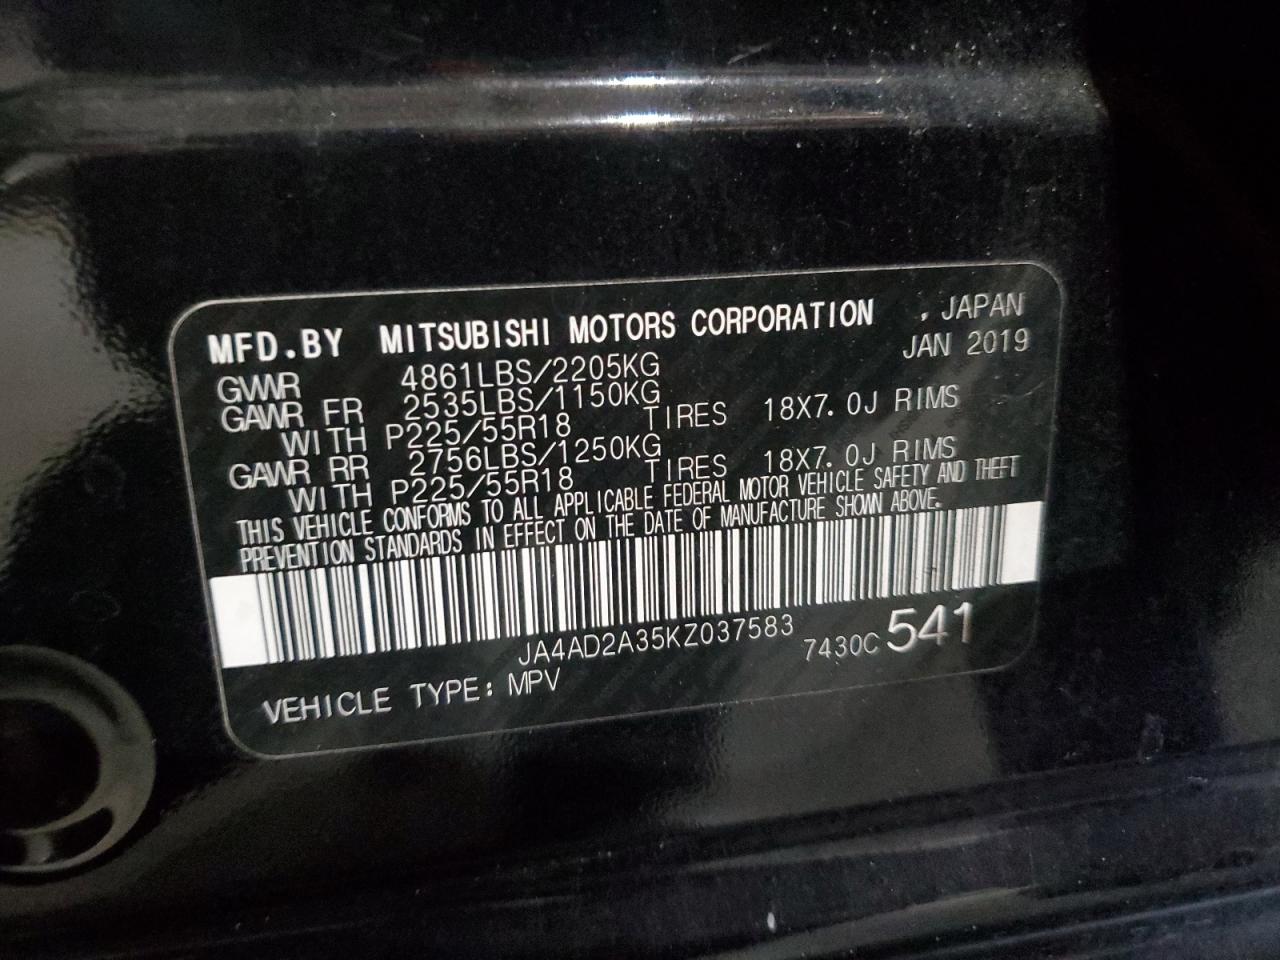 MFD.BY MITSUBISHI MOTORS CORPORATION , JAPAN
GVWR 4861LBS/2205KG JAN 2019
GAWR FR 2535LBS/1150KG
WITH P225/55R18 TIRES 18X7.0J RIMS
GAWR RR 2756LBS/1250KG
WITH P225/55R18 TIRES 18X7.0J RIMS
THIS VEHICLE CONFORMS TO ALL APPLICABLE FEDERAL MOTOR VEHICLE SAFETY AND THEFT
PREVENTION STANDARDS IN EFFECT ON THE DATE OF MANUFACTURE SHOWN ABOVE.
JA4AD2A35KZ037583 7430C 541
VEHICLE TYPE: MPV